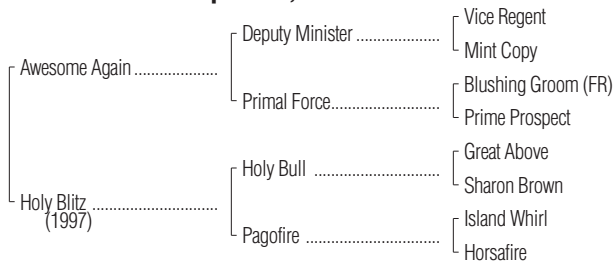 Vice Regent
Deputy Minister
Mint Copy
Awesome Again
Blushing Groom (FR)
Primal Force
Prime Prospect
Great Above
Holy Bull
Sharon Brown
Holy Blitz
(1997)
Island Whirl
Pagofire
Horsafire